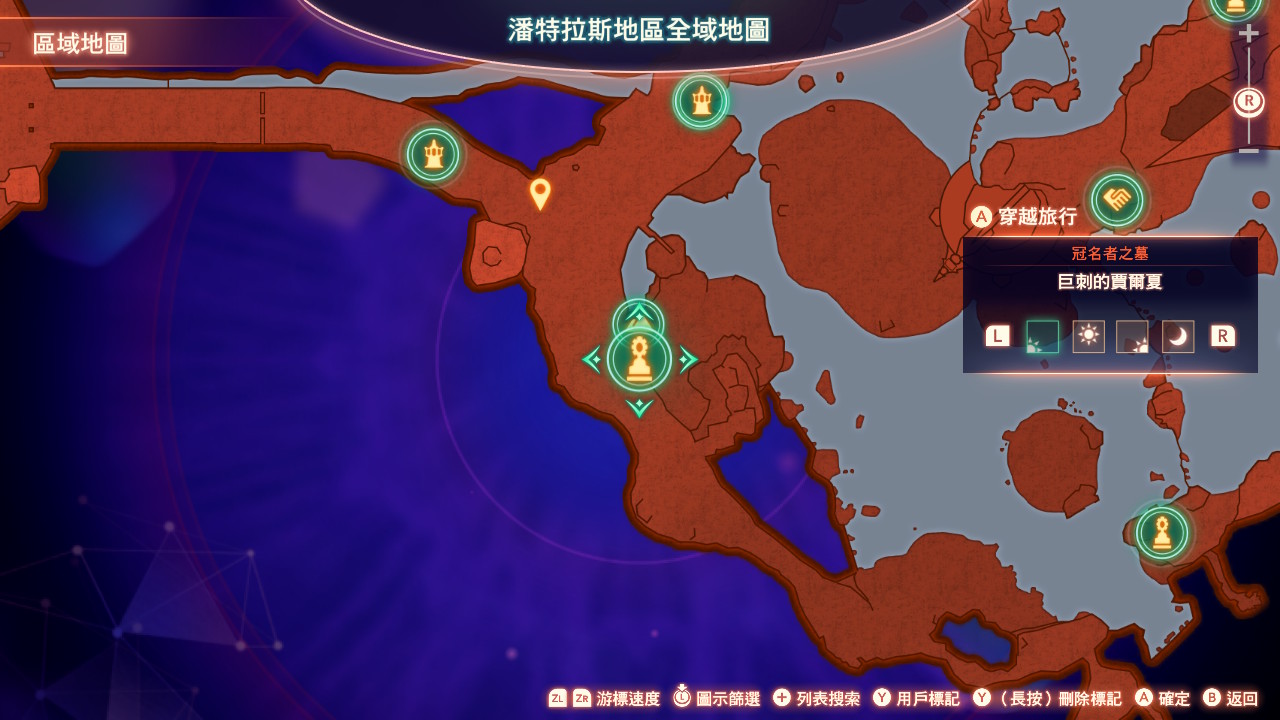 潘特拉斯地區全域地圖
區域地圖
R
A 穿越旅行
冠名者之墓
巨刺的賈爾夏
L R
ZL ZR 游標速度 L 圖示篩選 + 列表搜索 Y 用戶標記 Y（長按）刪除標記 A 確定 B 返回